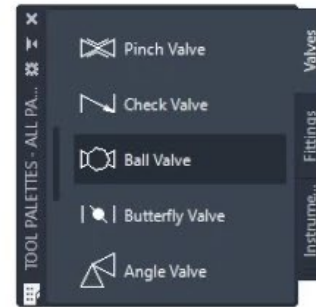 Pinch Valve
Check Valve
Ball Valve
Butterfly Valve
Angle Valve
TOOL PALETTES - ALL PA...
Valves
Fittings
Instrume...